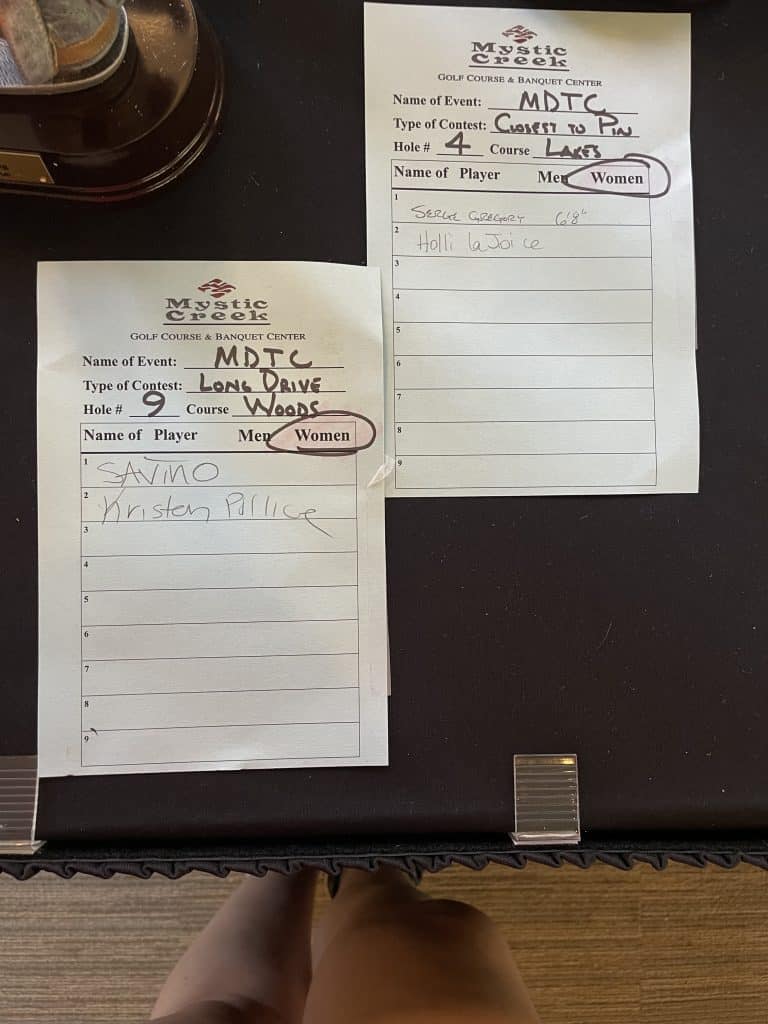 Mystic
Creek
GOLF COURSE & BANQUET CENTER
Name of Event: MDTC
Type of Contest: CLOSEST TO PIN
Hole # 4 Course LAKES
Name of Player Men Women
1 SERGE GREGORY 6'8"
2 Holli LaJoice
3
4
5
6
7
8
9
Mystic
Creek
GOLF COURSE & BANQUET CENTER
Name of Event: MDTC
Type of Contest: LONG DRIVE
Hole # 9 Course WOODS
Name of Player Men Women
1 SAVINO
2 Kristen Pollice
3
4
5
6
7
8
9